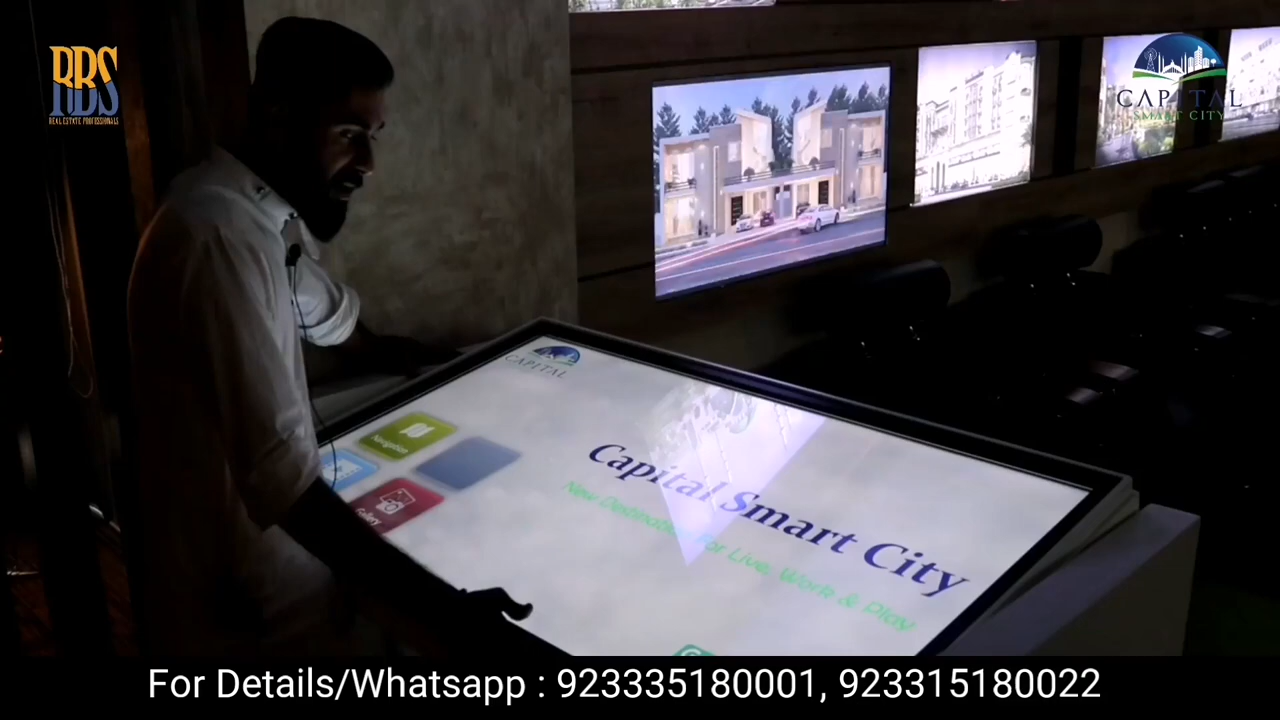 RBS
REAL ESTATE PROFESSIONALS
CAPITAL
SMART CITY
CAPITAL
Navigation
Gallery
Capital Smart City
New Destination For Live, Work & Play
For Details/Whatsapp : 923335180001, 923315180022